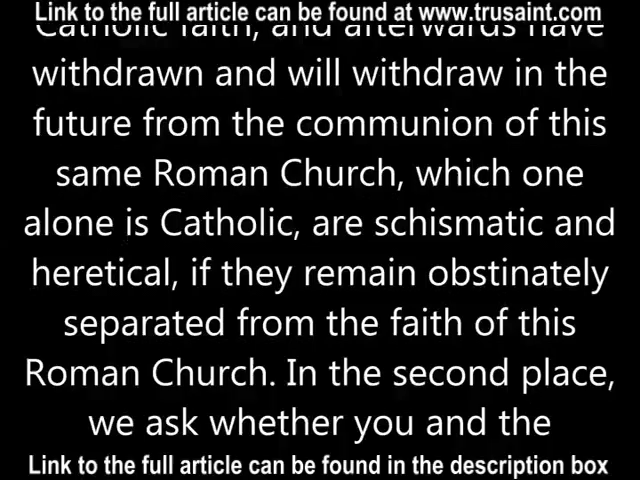 Link to the full article can be found at www.trusaint.com
Catholic faith, and afterwards have
withdrawn and will withdraw in the
future from the communion of this
same Roman Church, which one
alone is Catholic, are schismatic and
heretical, if they remain obstinately
separated from the faith of this
Roman Church. In the second place,
we ask whether you and the
Link to the full article can be found in the description box